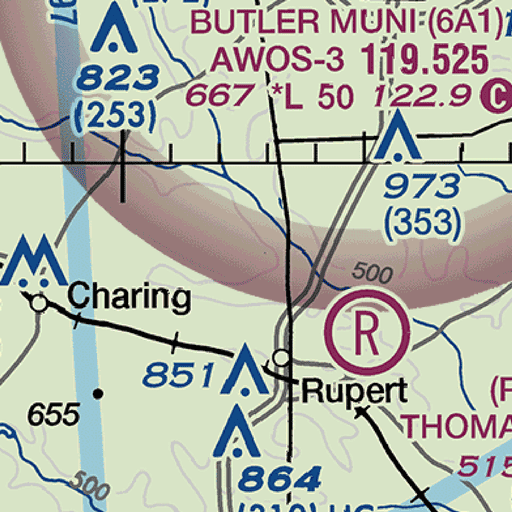 97
BUTLER MUNI (6A1)
AWOS-3 119.525
667 *L 50 122.9 C
823
(253)
973
(353)
500
Charing
R
851
Rupert
655
(
THOMA
515
864
500